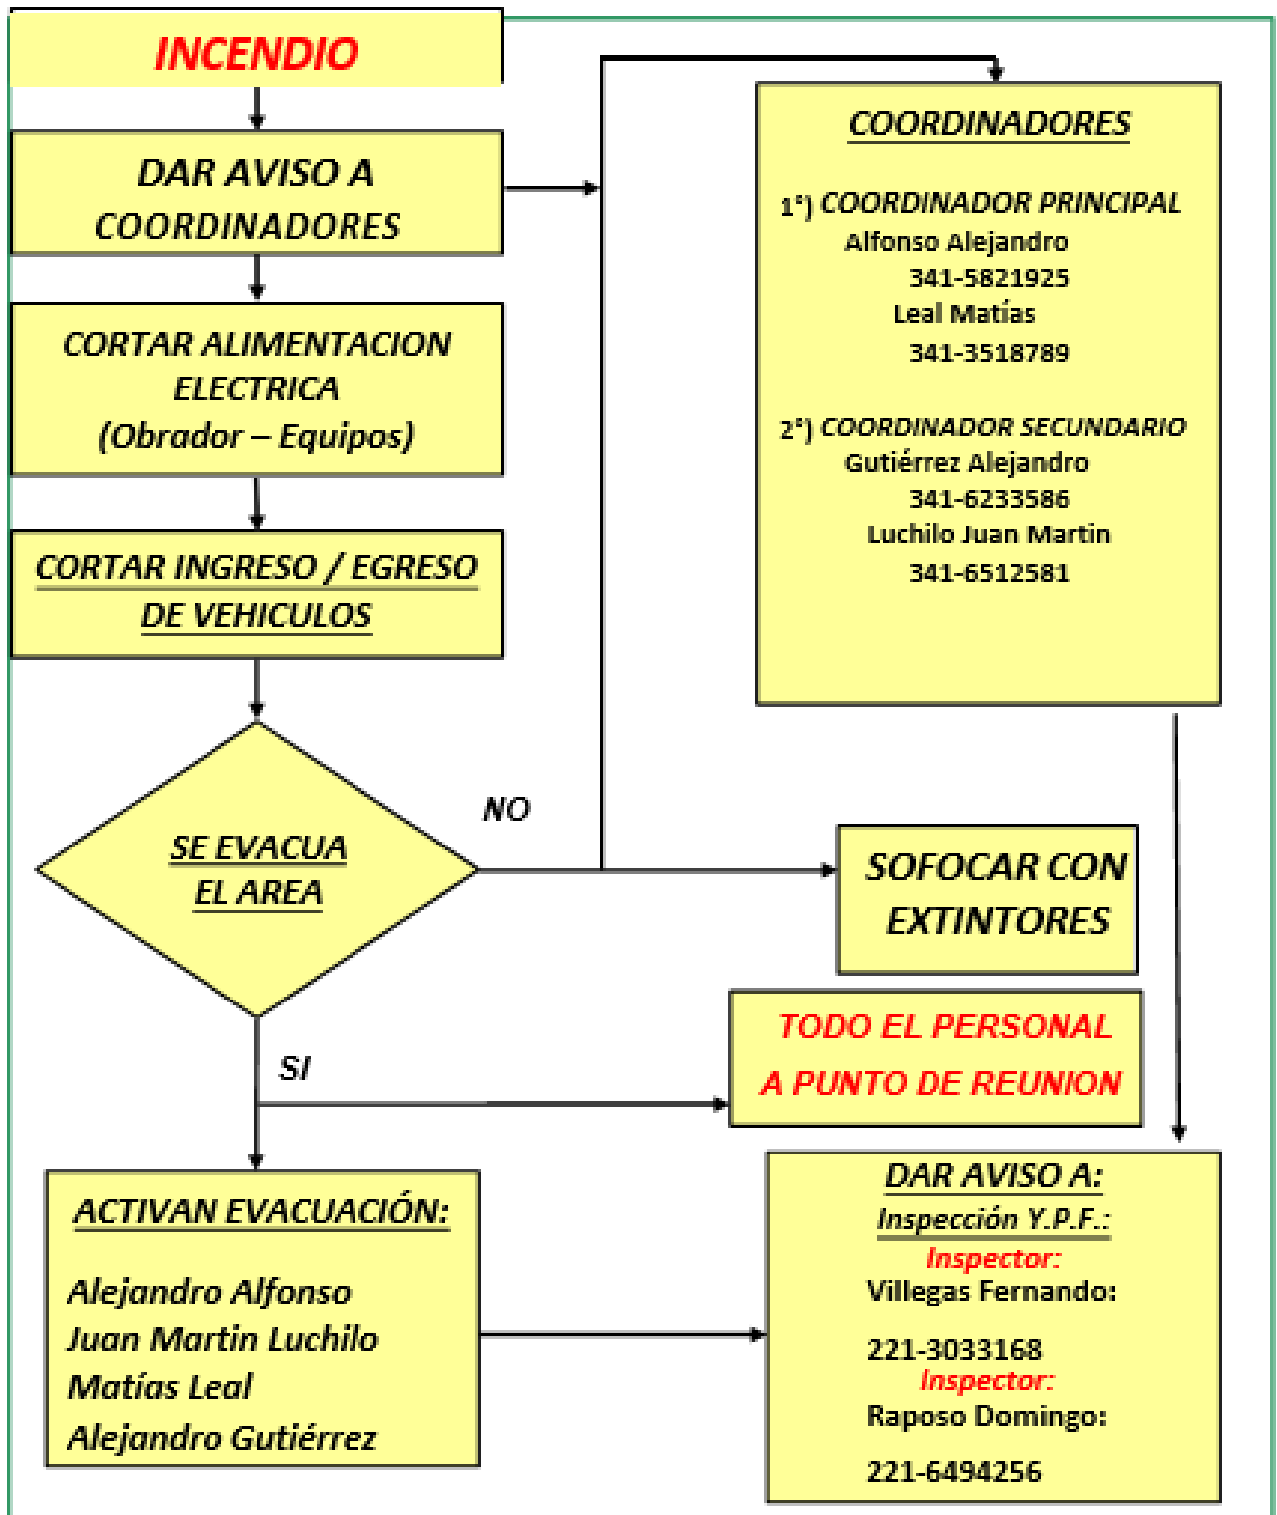 INCENDIO
DAR AVISO A
COORDINADORES
CORTAR ALIMENTACION
ELECTRICA
(Obrador – Equipos)
CORTAR INGRESO / EGRESO
DE VEHICULOS
SE EVACUA
EL AREA
NO
SI
COORDINADORES
1°) COORDINADOR PRINCIPAL
Alfonso Alejandro
341-5821925
Leal Matías
341-3518789
2°) COORDINADOR SECUNDARIO
Gutiérrez Alejandro
341-6233586
Luchilo Juan Martin
341-6512581
SOFOCAR CON
EXTINTORES
TODO EL PERSONAL
A PUNTO DE REUNION
ACTIVAN EVACUACIÓN:
Alejandro Alfonso
Juan Martin Luchilo
Matías Leal
Alejandro Gutiérrez
DAR AVISO A:
Inspección Y.P.F.:
Inspector:
Villegas Fernando:
221-3033168
Inspector:
Raposo Domingo:
221-6494256